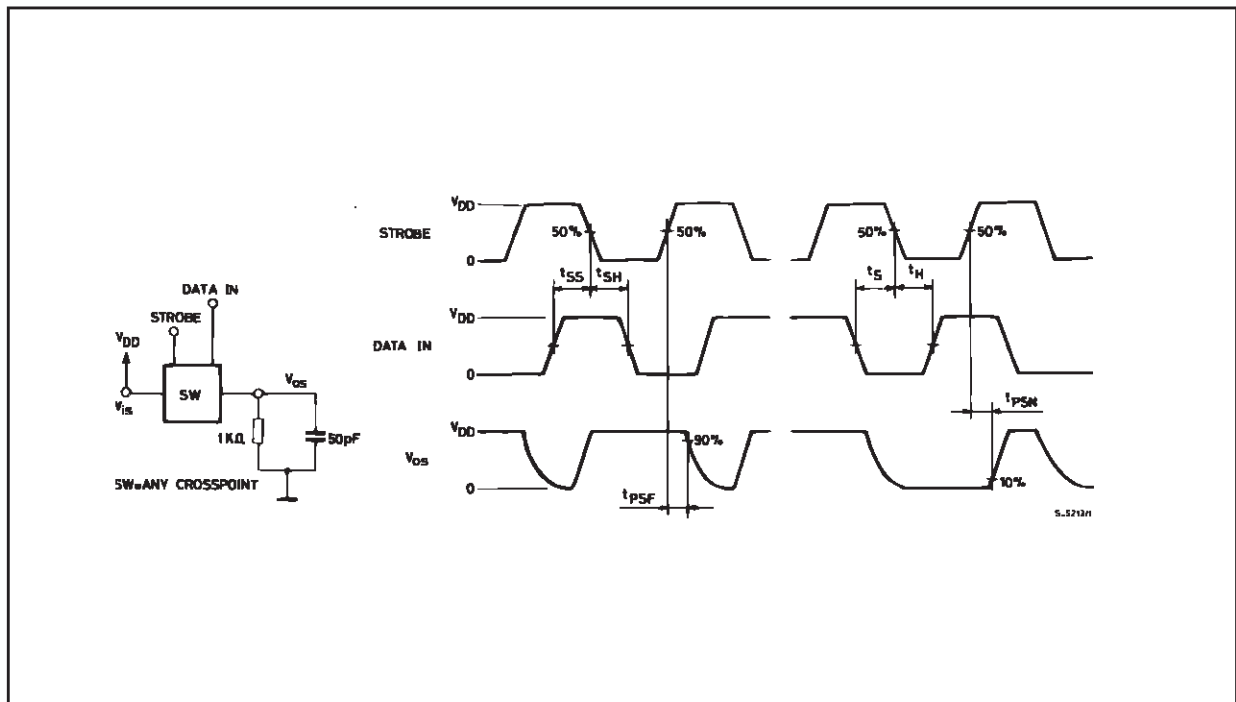 VDD
STROBE
50%
50%
50%
50%
0
tSS
tSH
tS
tH
DATA IN
STROBE
VDD
Vis
SW
Vos
1KΩ
50pF
SW=ANY CROSSPOINT
VDD
DATA IN
0
tPSN
VDD
Vos
90%
0
10%
tPSF